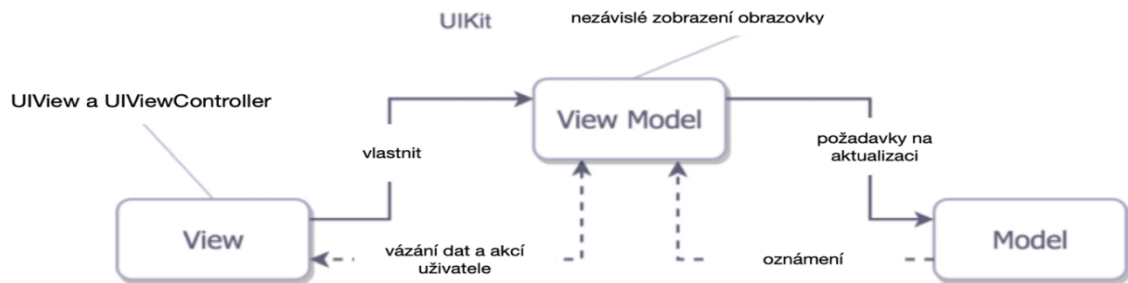 UIKit
nezávislé zobrazení obrazovky
UIView a UIViewController
View Model
vlastnit
požadavky na
aktualizaci
View
vázání dat a akcí
uživatele
oznámení
Model